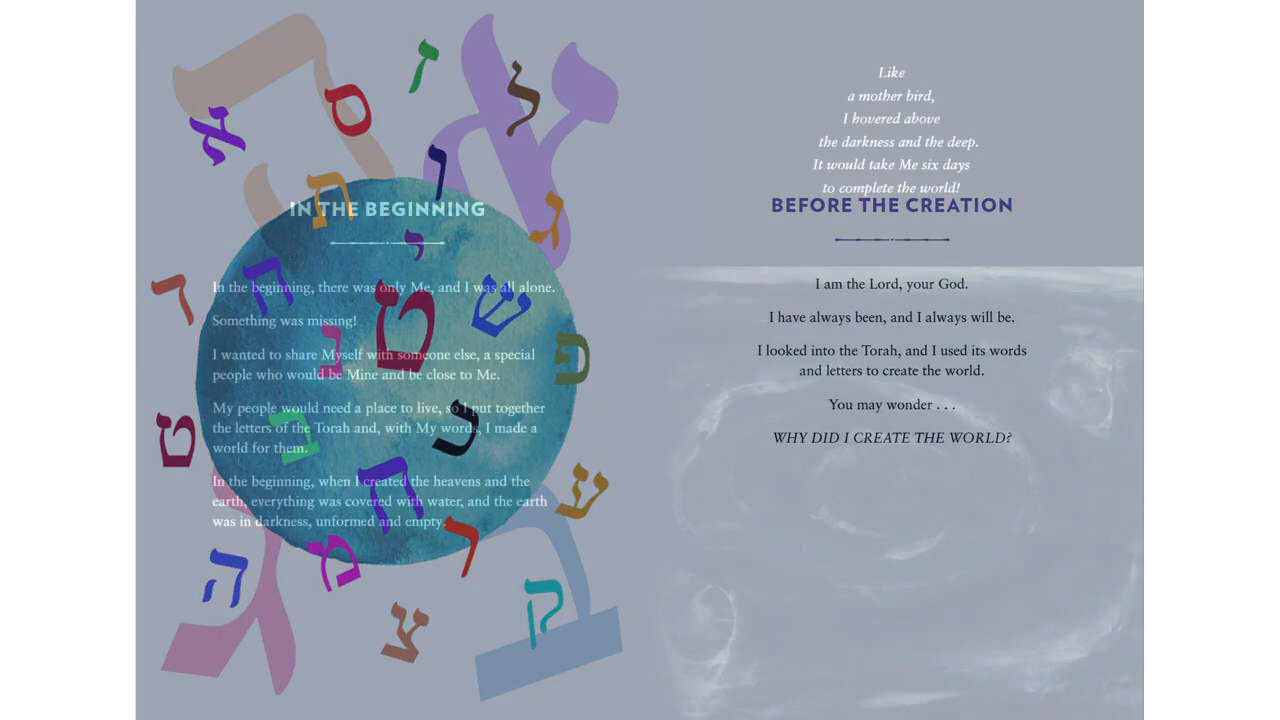 IN THE BEGINNING
In the beginning, there was only Me, and I was all alone.
Something was missing!
I wanted to share Myself with someone else, a special
people who would be Mine and be close to Me.
My people would need a place to live, so I put together
the letters of the Torah and, with My words, I made a
world for them.
In the beginning, when I created the heavens and the
earth, everything was covered with water, and the earth
was in darkness, unformed and empty.
Like
a mother bird,
I hovered above
the darkness and the deep.
It would take Me six days
to complete the world!
BEFORE THE CREATION
I am the Lord, your God.
I have always been, and I always will be.
I looked into the Torah, and I used its words
and letters to create the world.
You may wonder . . .
WHY DID I CREATE THE WORLD?